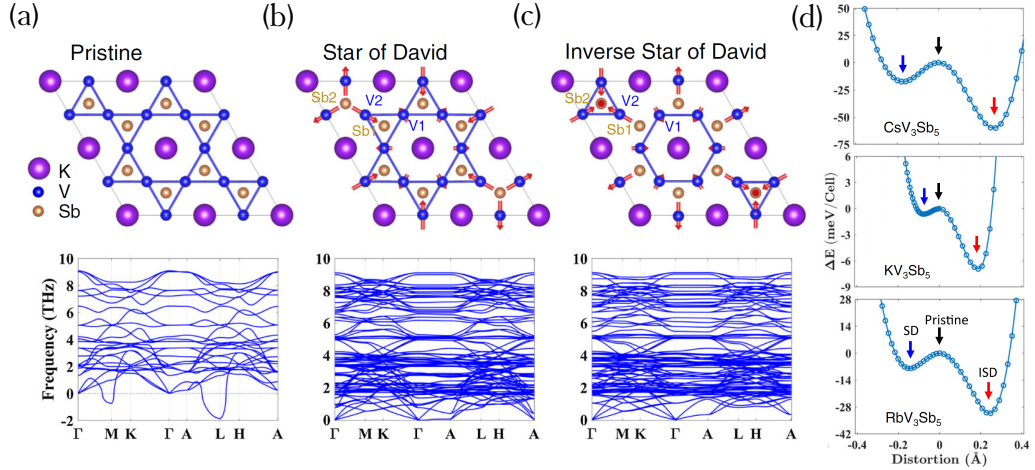 (a)
(b)
(c)
(d)
Pristine
Star of David
Inverse Star of David
Sb2
V2
Sb1
V1
Sb2
V2
Sb1
V1
K
V
Sb
Frequency (THz)
10
8
6
4
2
0
-2
Γ M K Γ A L H A
10
8
6
4
2
0
Γ M K Γ A L H A
10
8
6
4
2
0
Γ M K Γ A L H A
50
25
0
-25
-50
-75
CsV₃Sb₅
ΔE (meV/Cell)
6
3
0
-3
-6
-9
KV₃Sb₅
28
14
0
-14
-28
-42
SD
Pristine
ISD
RbV₃Sb₅
-0.4 -0.2 0 0.2 0.4
Distortion (Å)